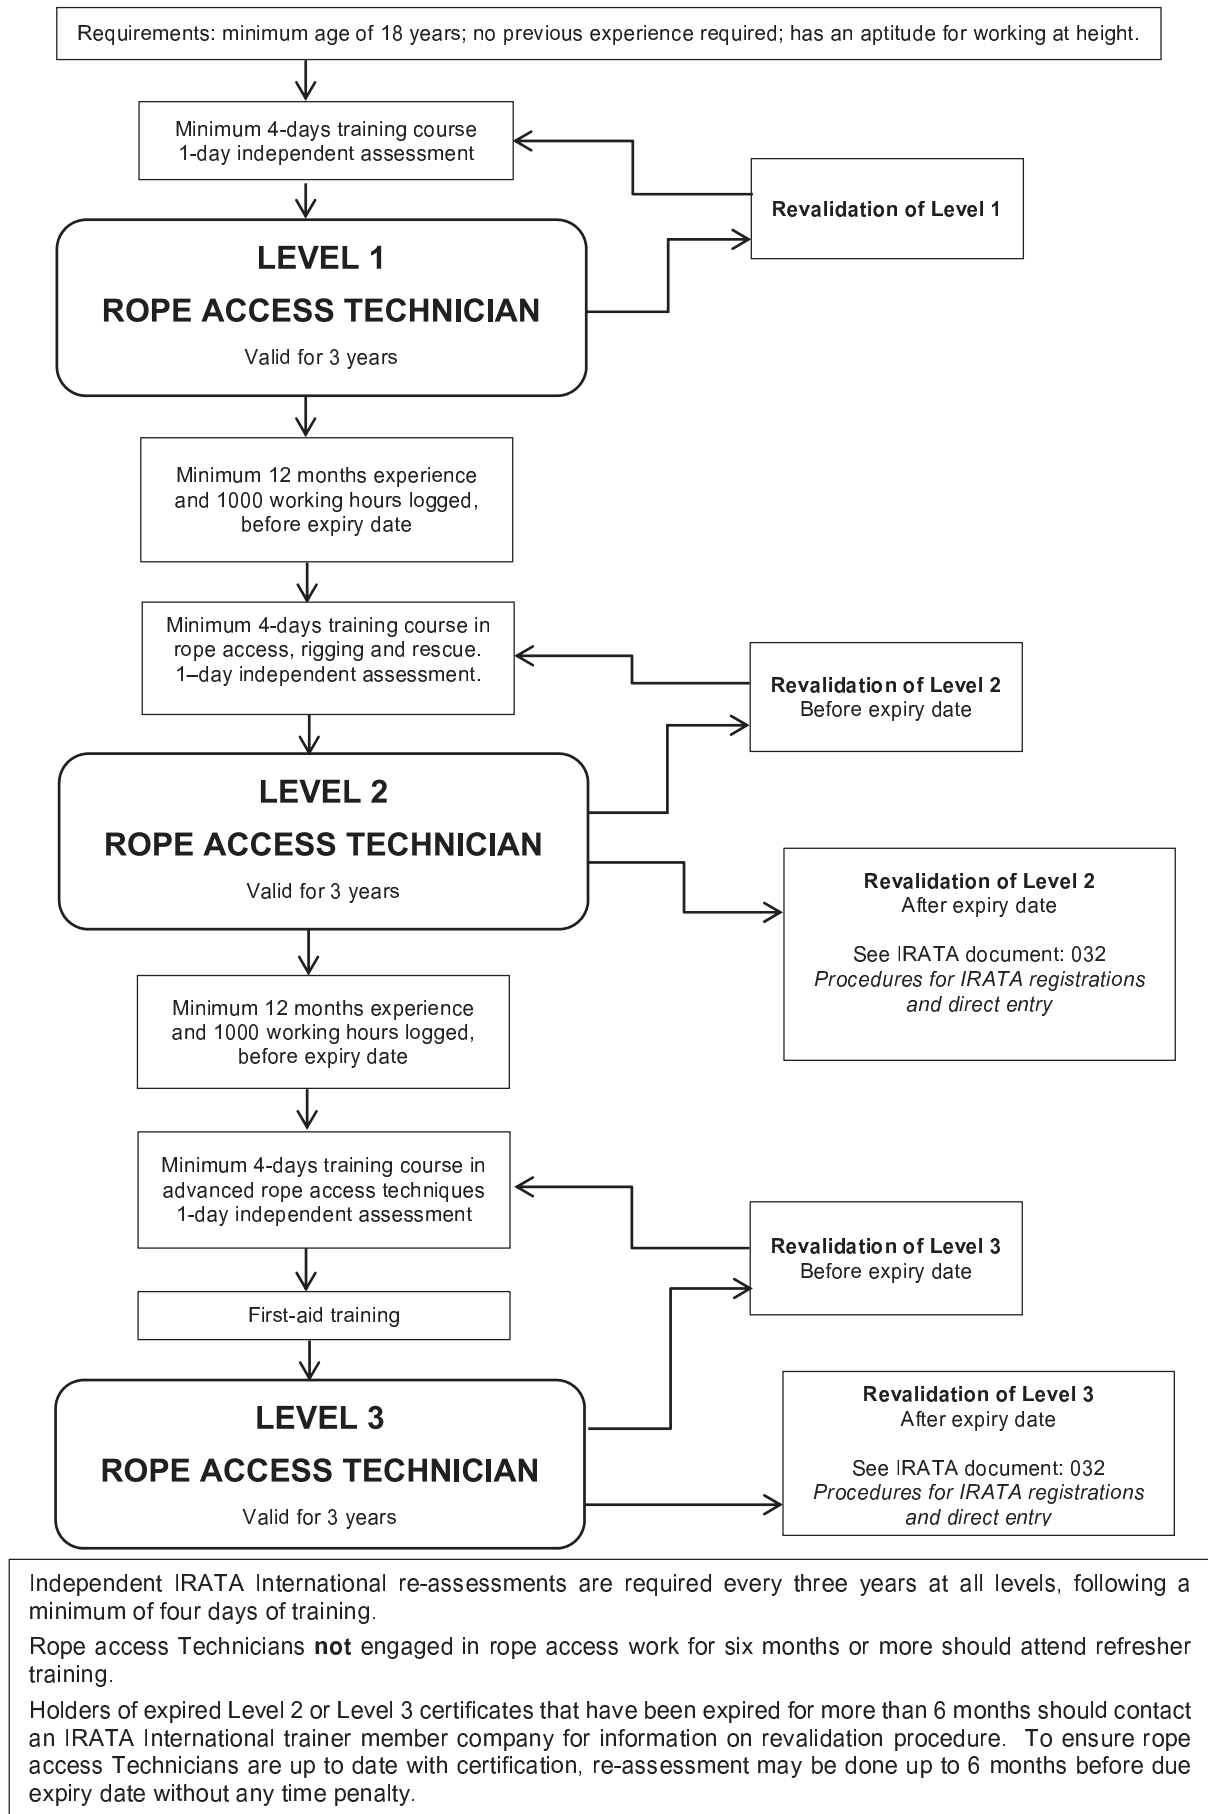 Requirements: minimum age of 18 years; no previous experience required; has an aptitude for working at height.
Minimum 4-days training course
1-day independent assessment
Revalidation of Level 1
LEVEL 1
ROPE ACCESS TECHNICIAN
Valid for 3 years
Minimum 12 months experience
and 1000 working hours logged,
before expiry date
Minimum 4-days training course in
rope access, rigging and rescue.
1–day independent assessment.
Revalidation of Level 2
Before expiry date
LEVEL 2
ROPE ACCESS TECHNICIAN
Valid for 3 years
Revalidation of Level 2
After expiry date
See IRATA document: 032
Procedures for IRATA registrations
and direct entry
Minimum 12 months experience
and 1000 working hours logged,
before expiry date
Minimum 4-days training course in
advanced rope access techniques
1-day independent assessment
Revalidation of Level 3
Before expiry date
First-aid training
LEVEL 3
ROPE ACCESS TECHNICIAN
Valid for 3 years
Revalidation of Level 3
After expiry date
See IRATA document: 032
Procedures for IRATA registrations
and direct entry
Independent IRATA International re-assessments are required every three years at all levels, following a
minimum of four days of training.
Rope access Technicians not engaged in rope access work for six months or more should attend refresher
training.
Holders of expired Level 2 or Level 3 certificates that have been expired for more than 6 months should contact
an IRATA International trainer member company for information on revalidation procedure. To ensure rope
access Technicians are up to date with certification, re-assessment may be done up to 6 months before due
expiry date without any time penalty.